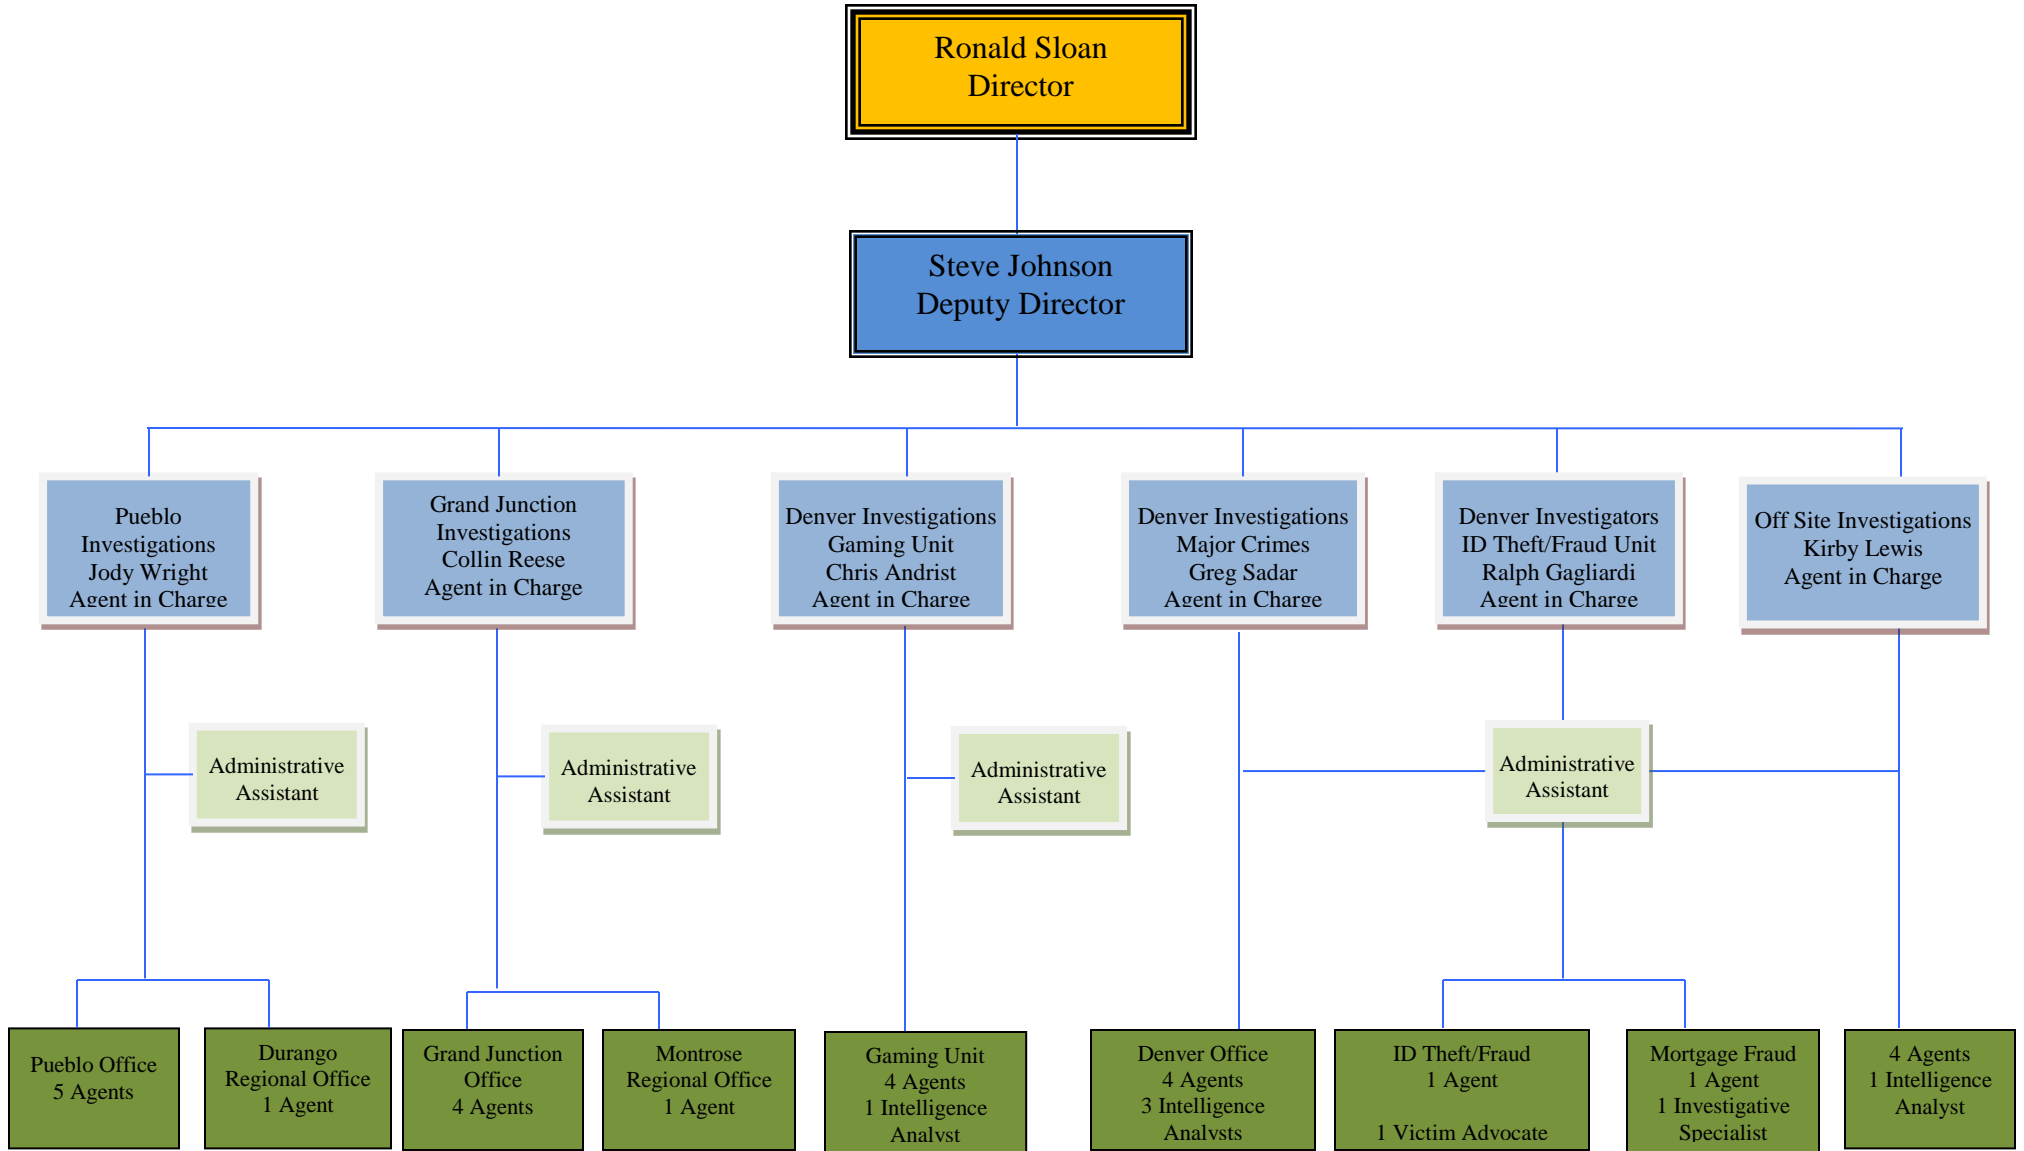 Ronald Sloan
Director
Steve Johnson
Deputy Director
Pueblo
Investigations
Jody Wright
Agent in Charge
Grand Junction
Investigations
Collin Reese
Agent in Charge
Denver Investigations
Gaming Unit
Chris Andrist
Agent in Charge
Denver Investigations
Major Crimes
Greg Sadar
Agent in Charge
Denver Investigators
ID Theft/Fraud Unit
Ralph Gagliardi
Agent in Charge
Off Site Investigations
Kirby Lewis
Agent in Charge
Administrative
Assistant
Administrative
Assistant
Administrative
Assistant
Administrative
Assistant
Pueblo Office
5 Agents
Durango
Regional Office
1 Agent
Grand Junction
Office
4 Agents
Montrose
Regional Office
1 Agent
Gaming Unit
4 Agents
1 Intelligence
Analyst
Denver Office
4 Agents
3 Intelligence
Analysts
ID Theft/Fraud
1 Agent
1 Victim Advocate
Mortgage Fraud
1 Agent
1 Investigative
Specialist
4 Agents
1 Intelligence
Analyst